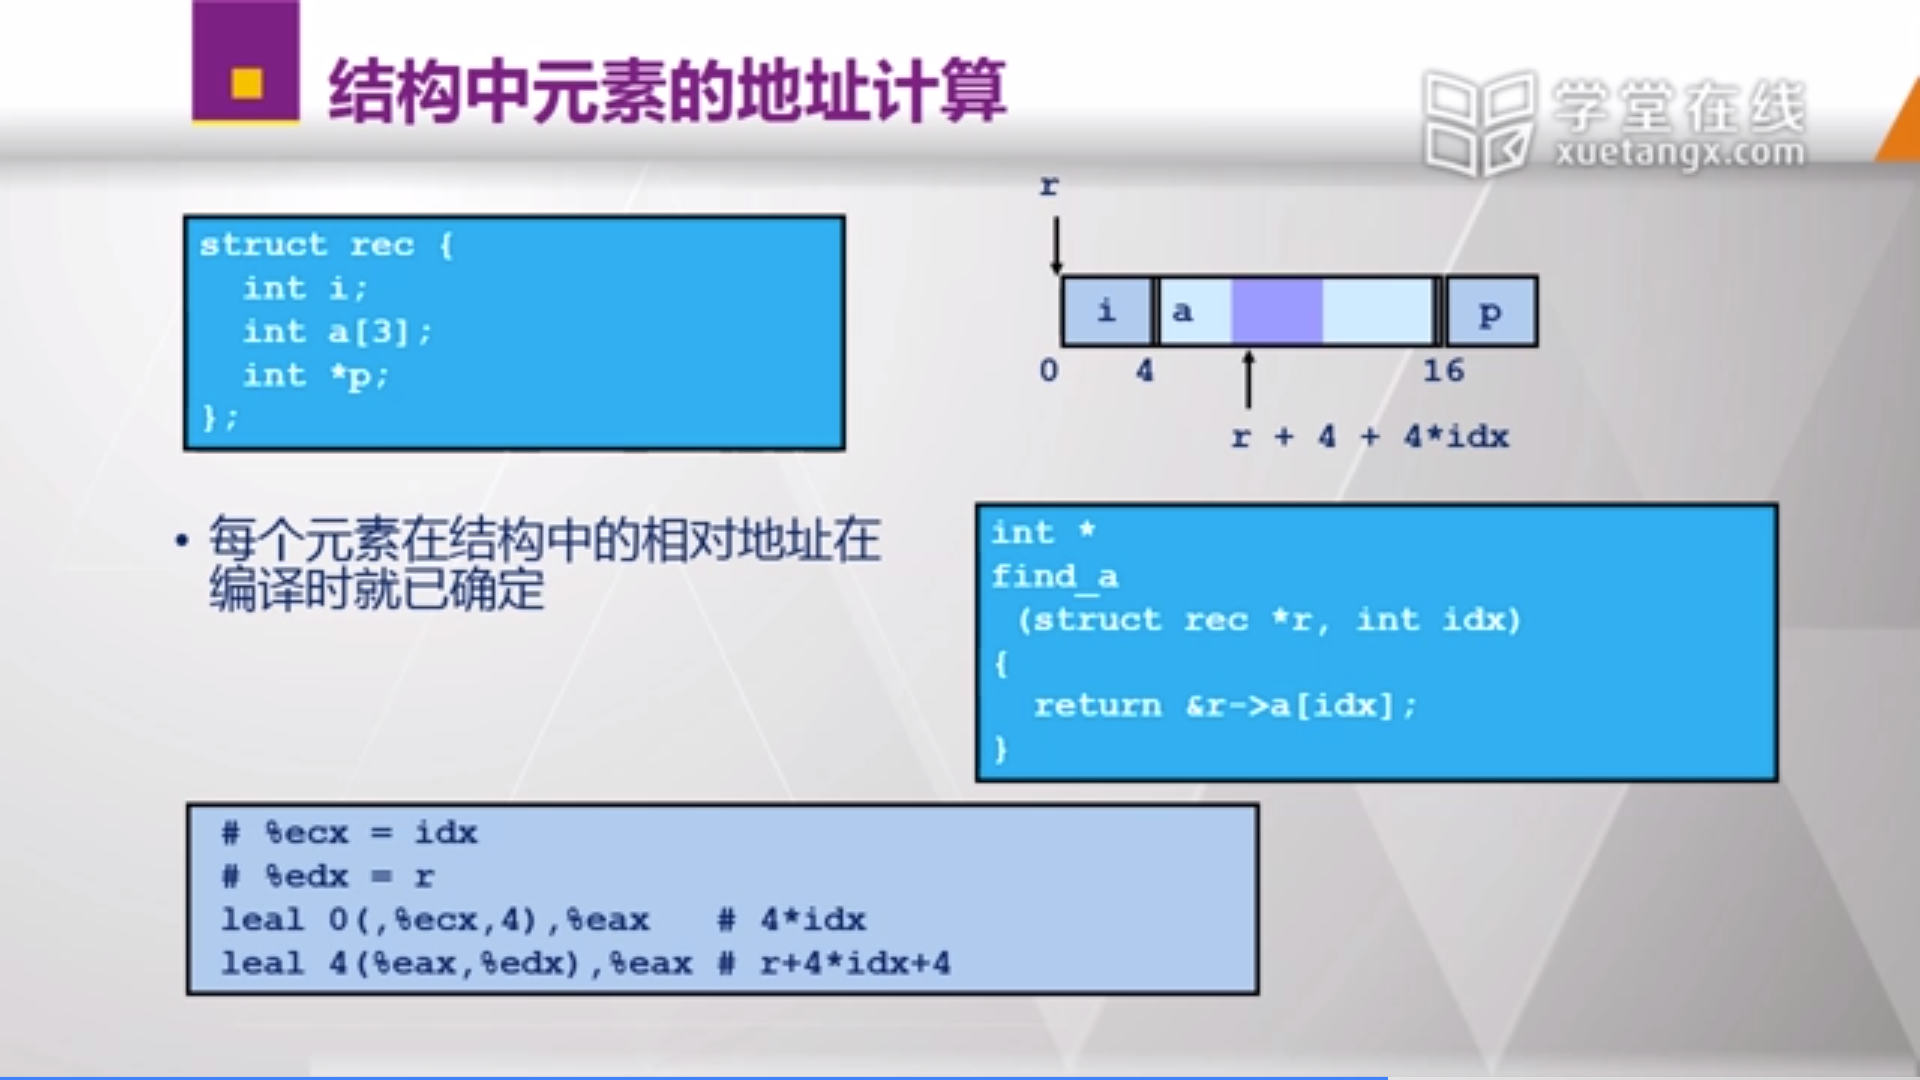 结构中元素的地址计算
学堂在线
xuetangx.com
struct rec {
  int i;
  int a[3];
  int *p;
};
r
i a p
0 4 16
r + 4 + 4*idx
• 每个元素在结构中的相对地址在
编译时就已确定
int *
find_a
 (struct rec *r, int idx)
{
  return &r->a[idx];
}
# %ecx = idx
# %edx = r
leal 0(,%ecx,4),%eax   # 4*idx
leal 4(%eax,%edx),%eax # r+4*idx+4